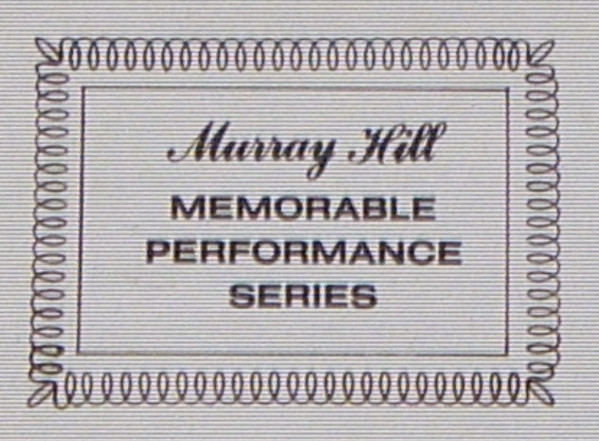 Murray Hill
MEMORABLE
PERFORMANCE
SERIES